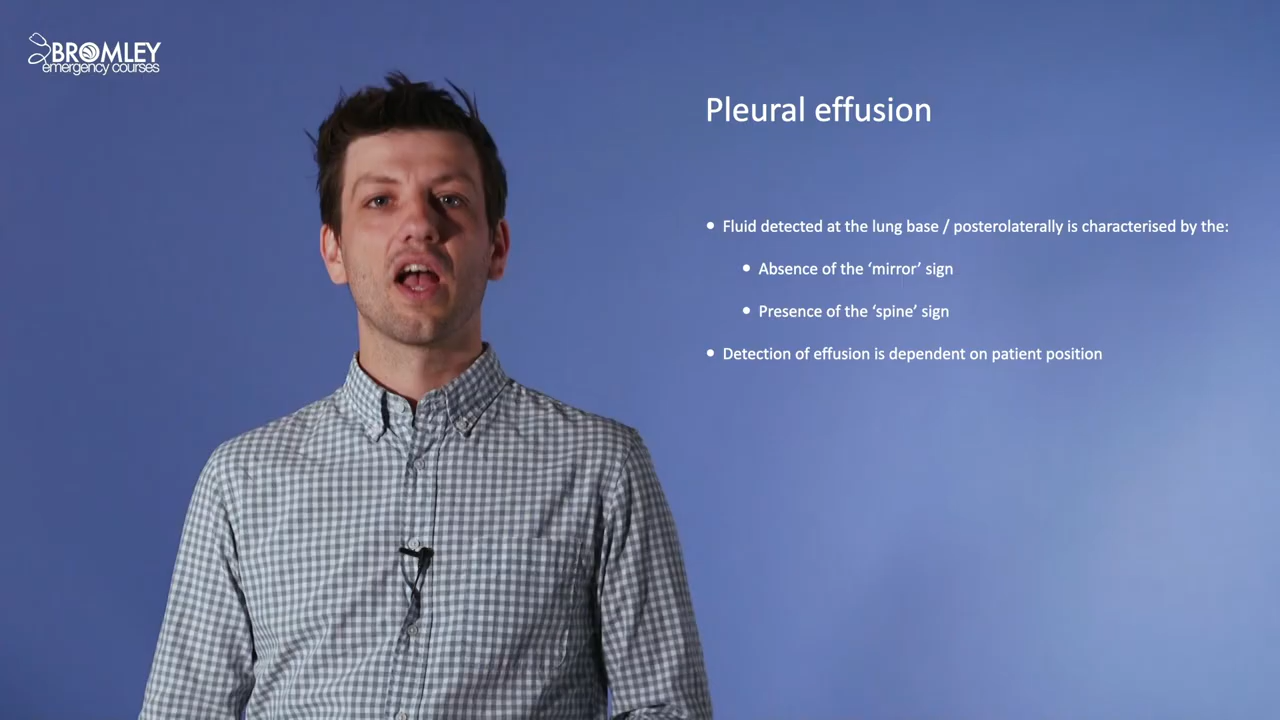 BROMLEY
emergency courses
Pleural effusion
• Fluid detected at the lung base / posterolaterally is characterised by the:
• Absence of the ‘mirror’ sign
• Presence of the ‘spine’ sign
• Detection of effusion is dependent on patient position